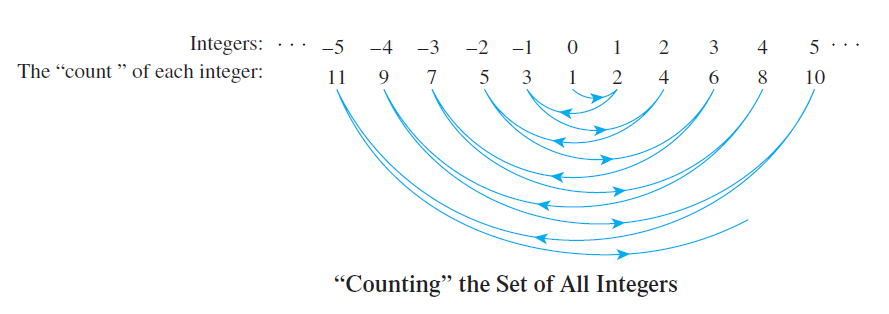 Integers: · · · –5 –4 –3 –2 –1 0 1 2 3 4 5 · · ·
The “count ” of each integer: 11 9 7 5 3 1 2 4 6 8 10
“Counting” the Set of All Integers